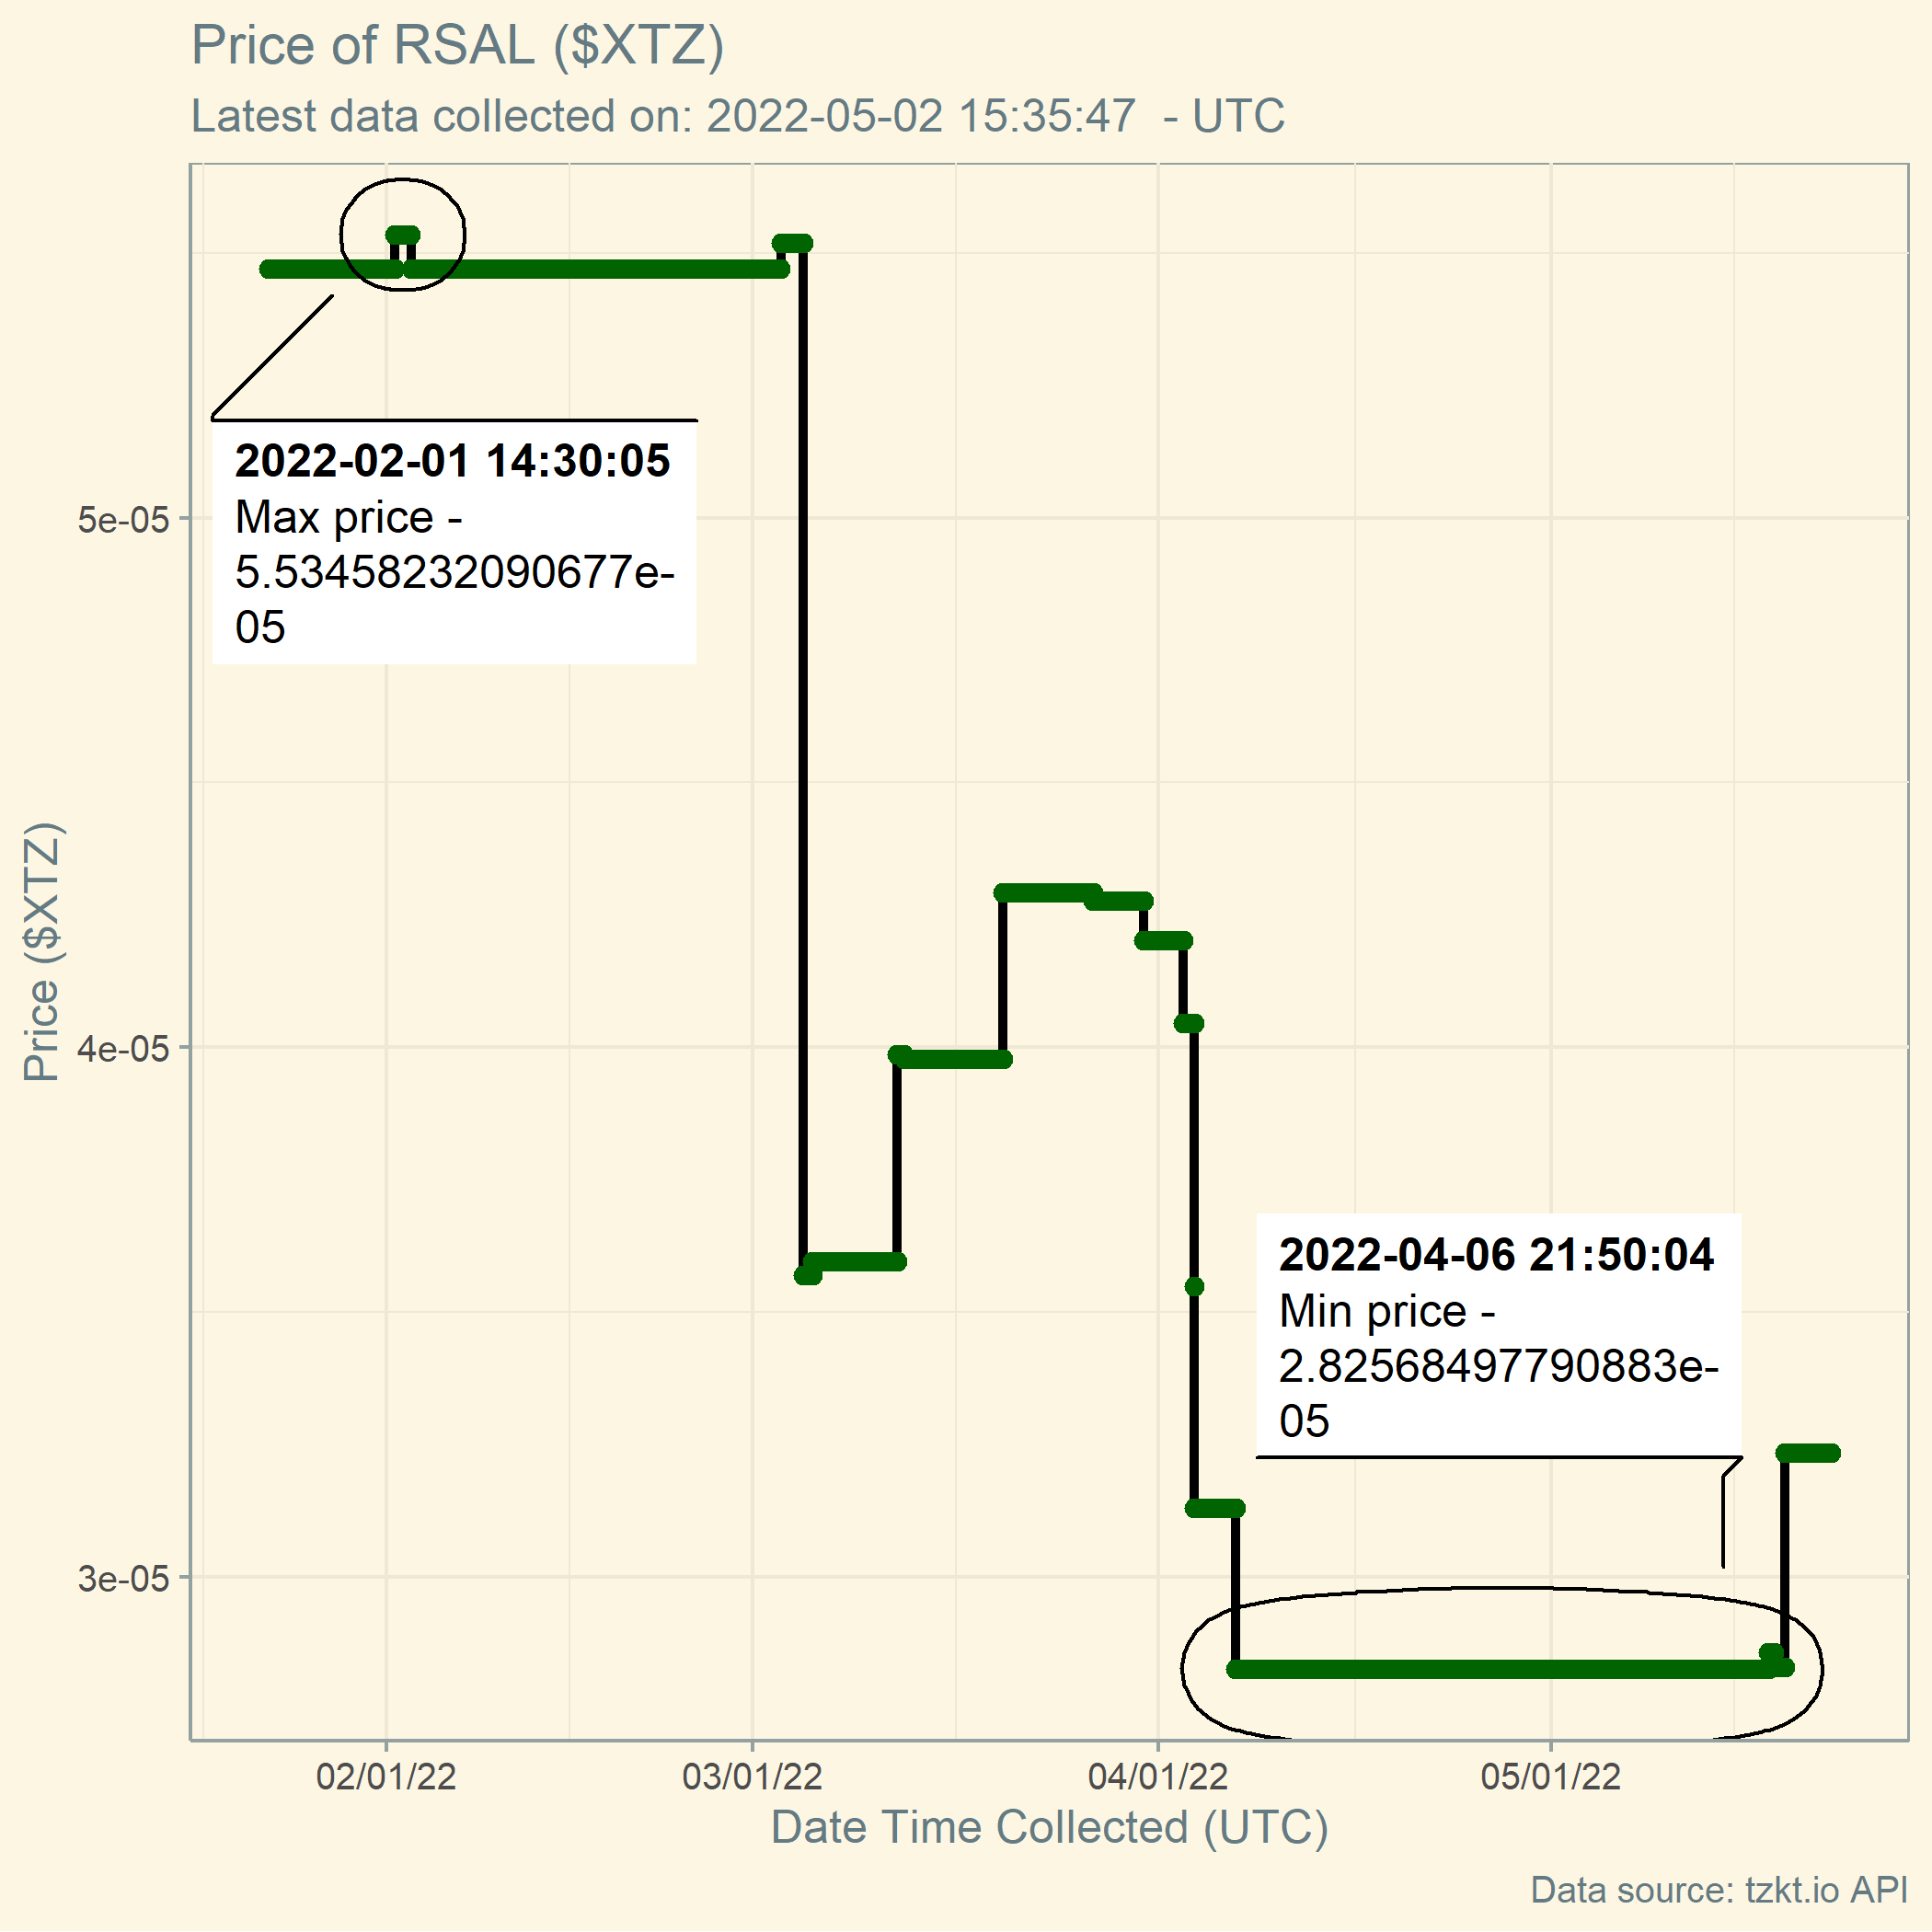 Price of RSAL ($XTZ)
Latest data collected on: 2022-05-02 15:35:47  - UTC
2022-02-01 14:30:05
Max price -
5.53458232090677e-
05
5e-05
Price ($XTZ)
4e-05
2022-04-06 21:50:04
Min price -
2.82568497790883e-
05
3e-05
02/01/22
03/01/22
04/01/22
05/01/22
Date Time Collected (UTC)
Data source: tzkt.io API